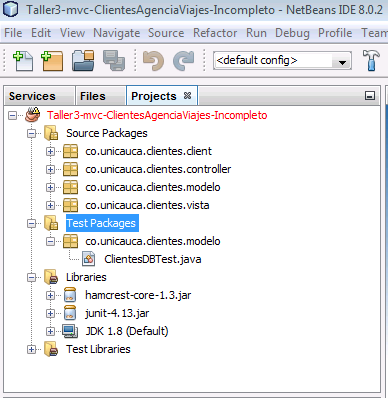 Taller3-mvc-ClientesAgenciaViajes-Incompleto - NetBeans IDE 8.0.2
File Edit View Navigate Source Refactor Run Debug Profile Team
<default config>
Services Files Projects
Taller3-mvc-ClientesAgenciaViajes-Incompleto
Source Packages
co.unicauca.clientes.client
co.unicauca.clientes.controller
co.unicauca.clientes.modelo
co.unicauca.clientes.vista
Test Packages
co.unicauca.clientes.modelo
ClientesDBTest.java
Libraries
hamcrest-core-1.3.jar
junit-4.13.jar
JDK 1.8 (Default)
Test Libraries